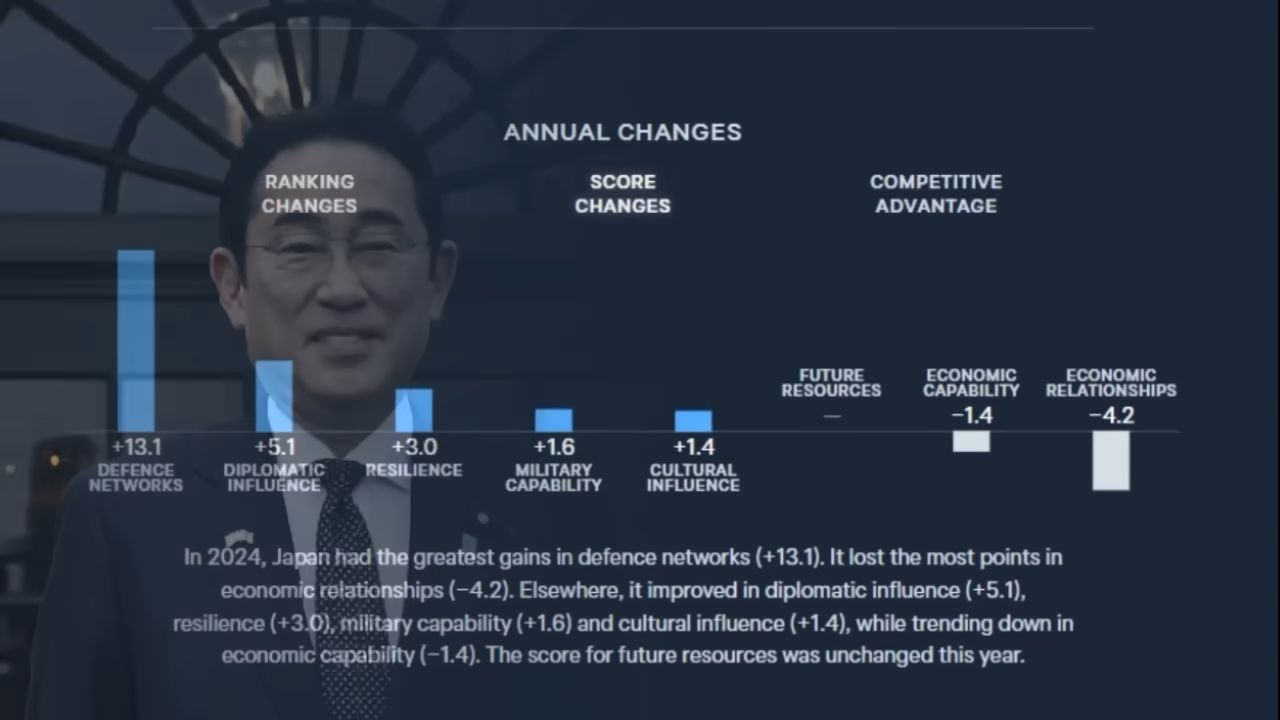 ANNUAL CHANGES
RANKING
CHANGES
SCORE
CHANGES
COMPETITIVE
ADVANTAGE
+13.1
DEFENCE
NETWORKS
+5.1
DIPLOMATIC
INFLUENCE
+3.0
RESILIENCE
+1.6
MILITARY
CAPABILITY
+1.4
CULTURAL
INFLUENCE
FUTURE
RESOURCES
—
ECONOMIC
CAPABILITY
−1.4
ECONOMIC
RELATIONSHIPS
−4.2
In 2024, Japan had the greatest gains in defence networks (+13.1). It lost the most points in
economic relationships (−4.2). Elsewhere, it improved in diplomatic influence (+5.1),
resilience (+3.0), military capability (+1.6) and cultural influence (+1.4), while trending down in
economic capability (−1.4). The score for future resources was unchanged this year.